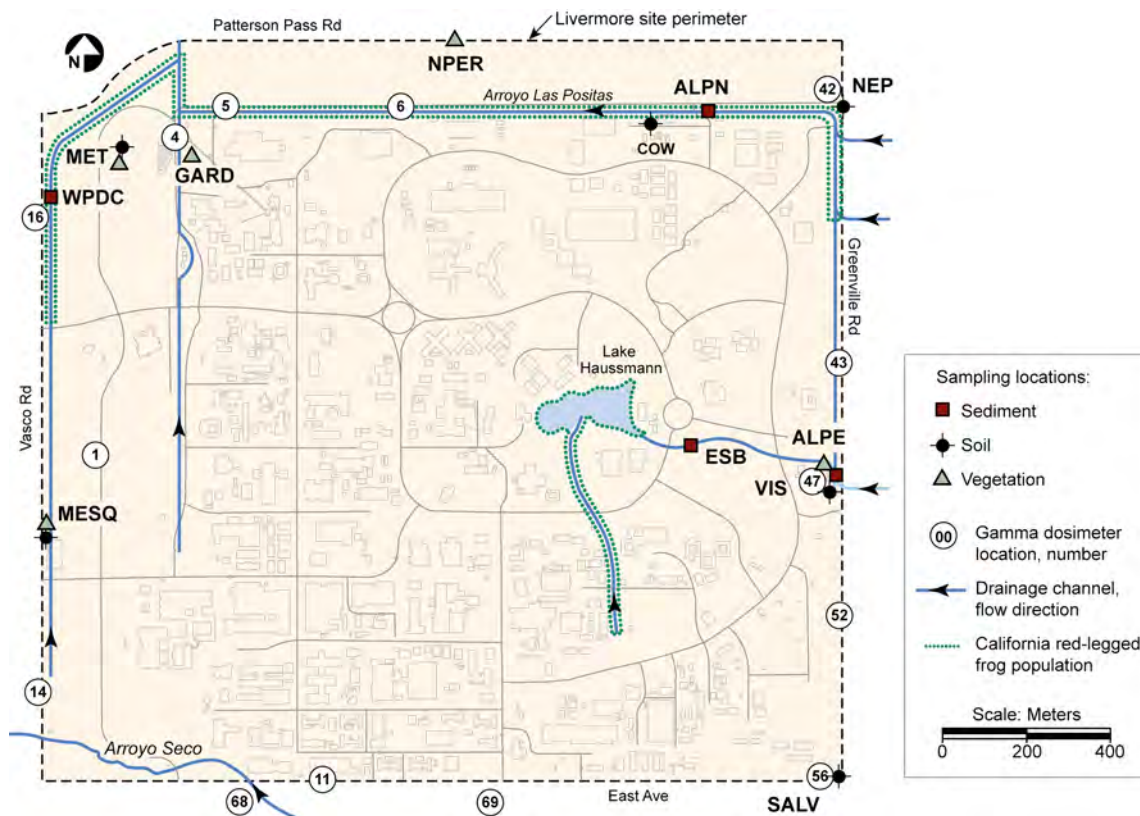 Patterson Pass Rd
Livermore site perimeter
N
NPER
42
NEP
5
6
Arroyo Las Positas
ALPN
4
COW
MET
GARD
WPDC
16
Greenville Rd
Lake
Haussmann
43
Vasco Rd
1
ALPE
ESB
VIS
47
MESQ
52
14
Arroyo Seco
11
68
69
East Ave
56
SALV
Sampling locations:
Sediment
Soil
Vegetation
00
Gamma dosimeter
location, number
Drainage channel,
flow direction
California red-legged
frog population
Scale: Meters
0 200 400